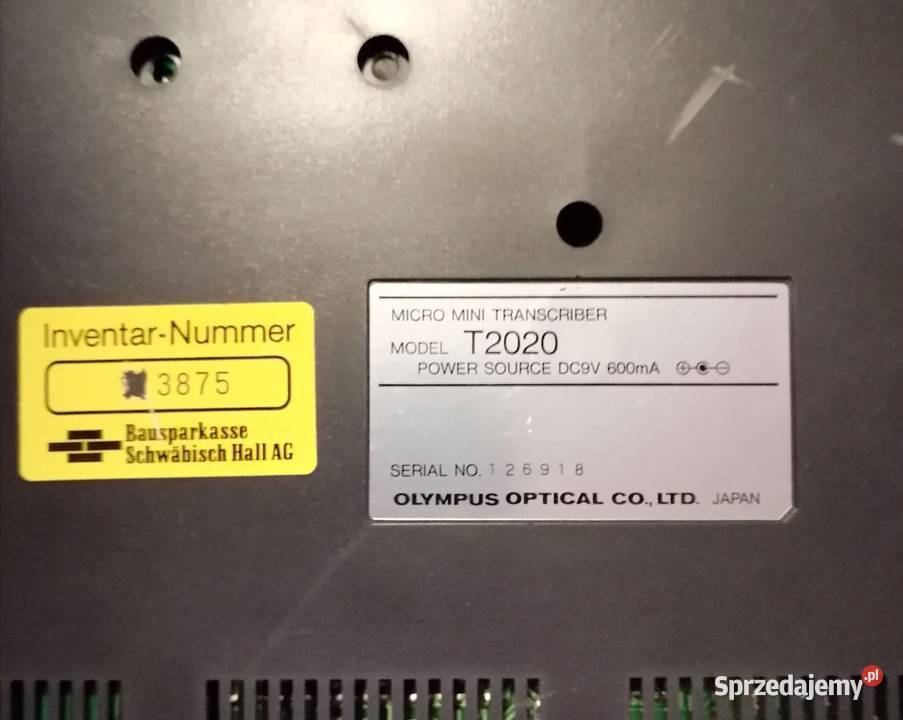 Inventar-Nummer
3875
Bausparkasse
Schwäbisch Hall AG
MICRO MINI TRANSCRIBER
MODEL T2020
POWER SOURCE DC9V 600mA
SERIAL NO. 126918
OLYMPUS OPTICAL CO., LTD. JAPAN
Sprzedajemy.pl